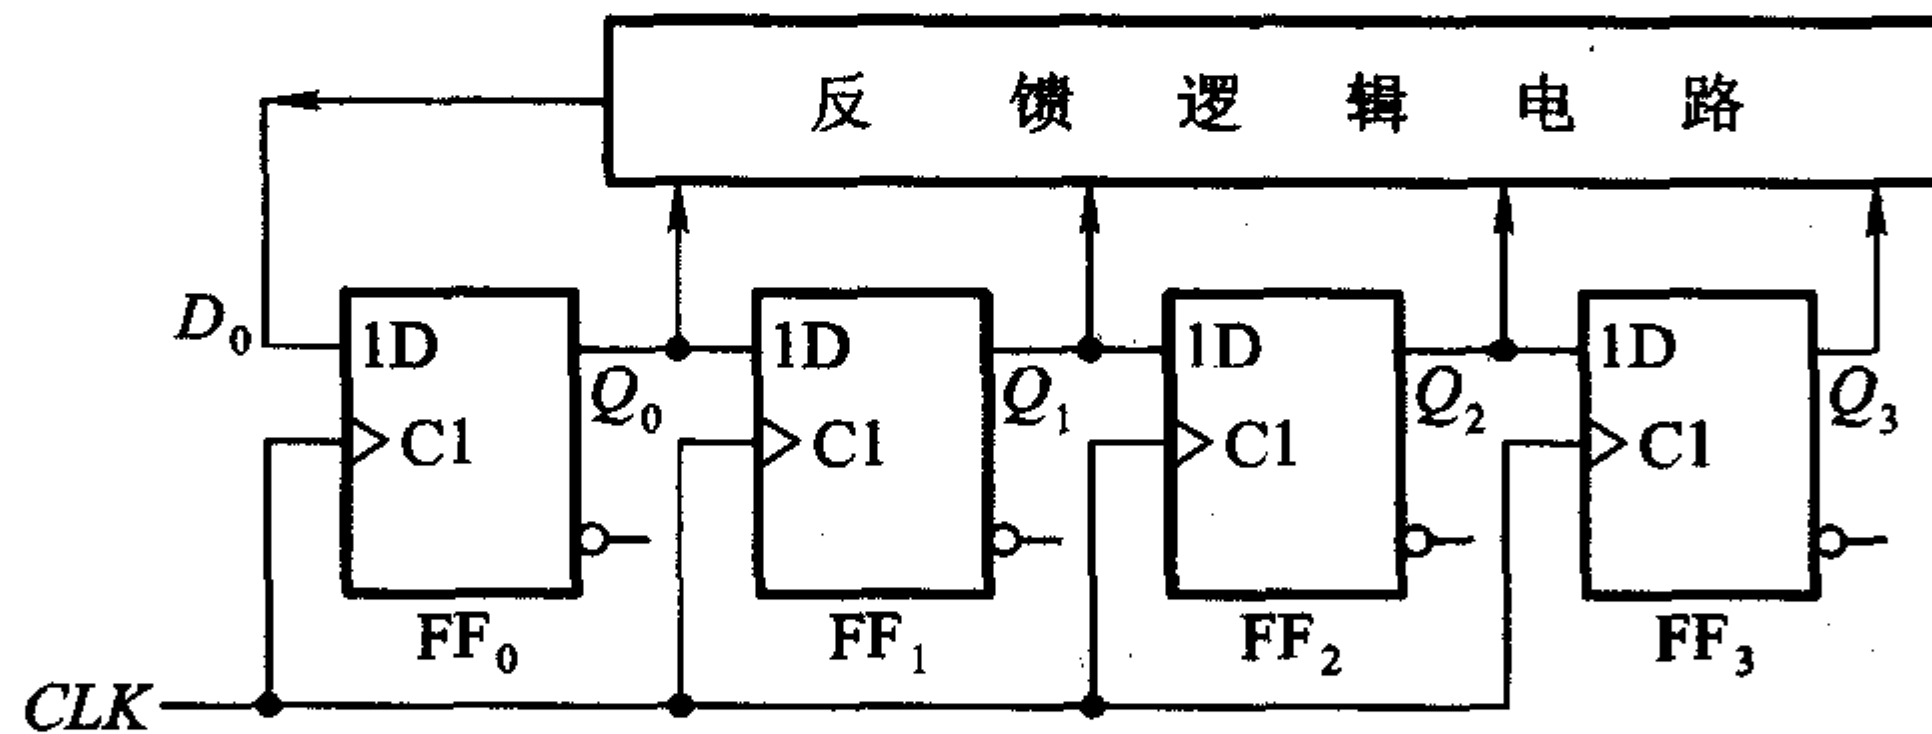 反馈逻辑电路
D₀ 1D Q₀ 1D Q₁ 1D Q₂ 1D Q₃
C1 C1 C1 C1
FF₀ FF₁ FF₂ FF₃
CLK